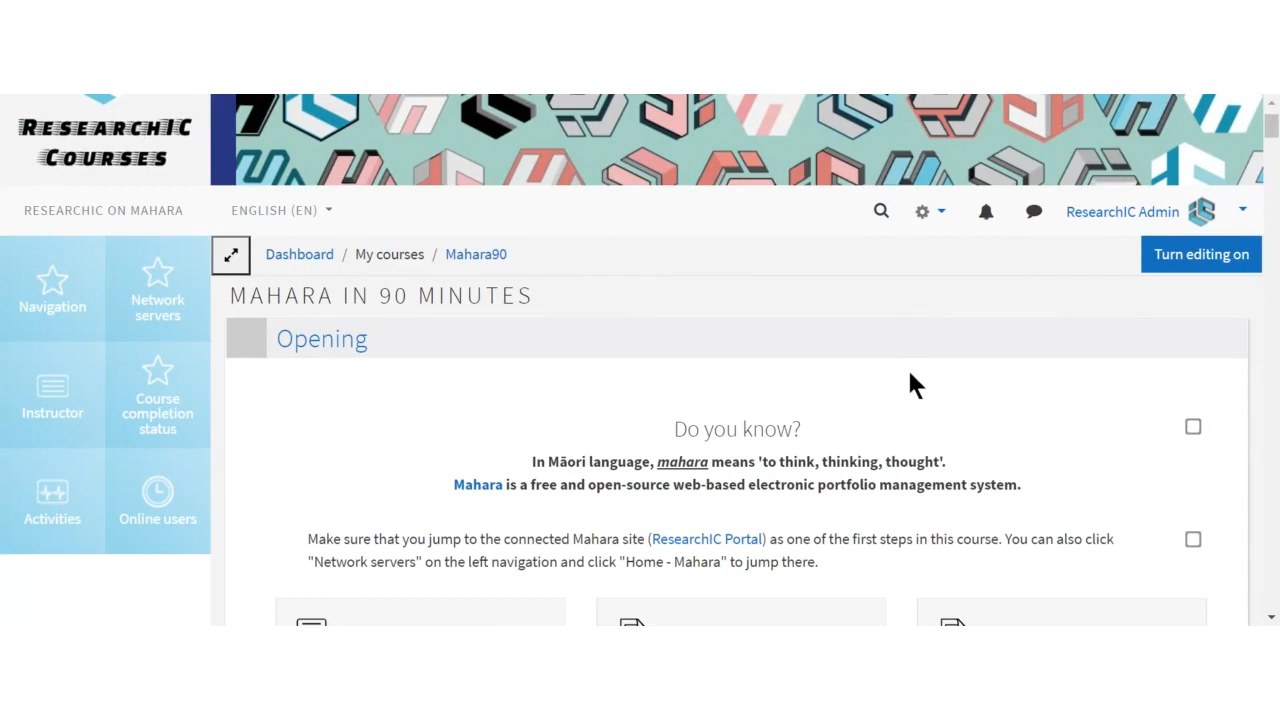 RESEARCHIC
COURSES
RESEARCHIC ON MAHARA
ENGLISH (EN)
ResearchIC Admin
Navigation
Network
servers
Instructor
Course
completion
status
Activities
Online users
Dashboard / My courses / Mahara90
Turn editing on
MAHARA IN 90 MINUTES
Opening
Do you know?
In Māori language, mahara means 'to think, thinking, thought'.
Mahara is a free and open-source web-based electronic portfolio management system.
Make sure that you jump to the connected Mahara site (ResearchIC Portal) as one of the first steps in this course. You can also click
"Network servers" on the left navigation and click "Home - Mahara" to jump there.